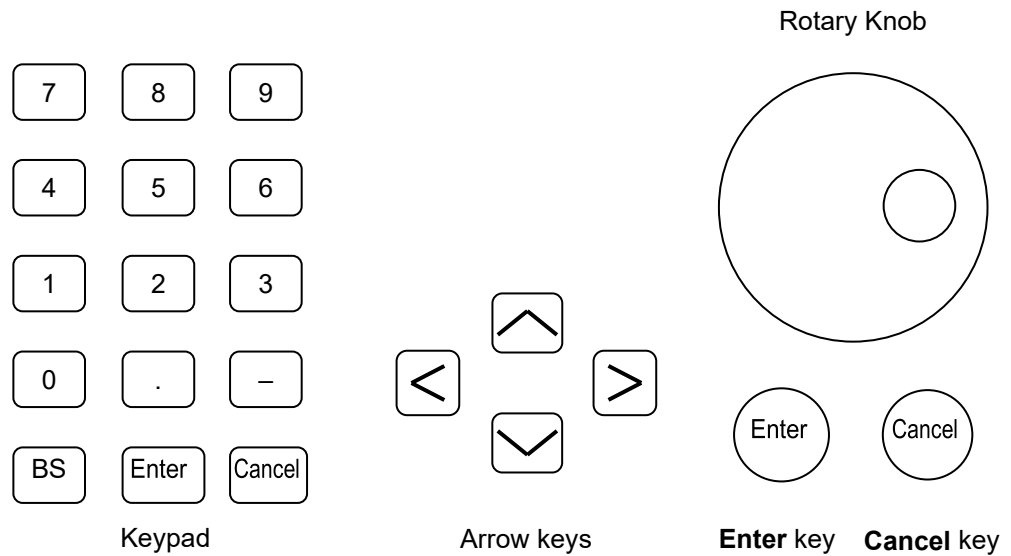 Rotary Knob
7 8 9
4 5 6
1 2 3
0 . –
BS Enter Cancel
Enter Cancel
Keypad Arrow keys Enter key Cancel key